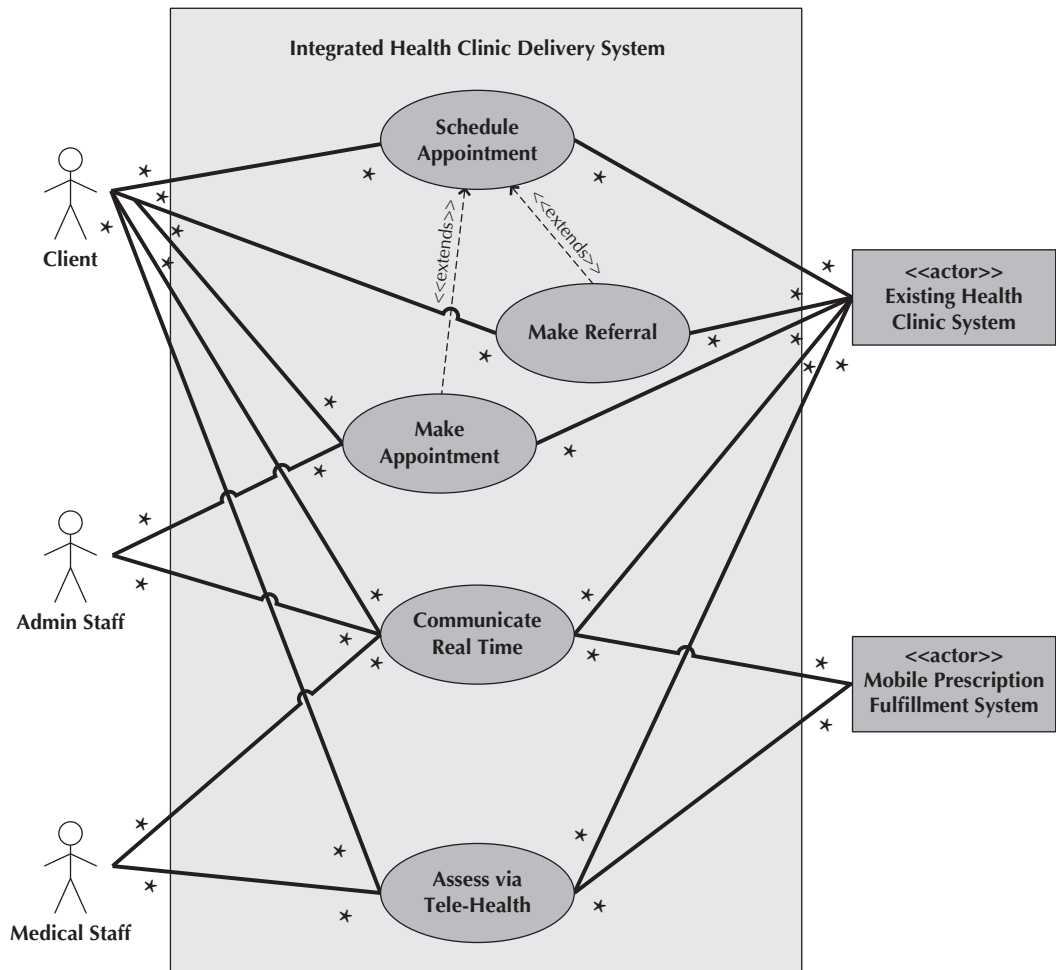 Integrated Health Clinic Delivery System
Schedule
Appointment
Client
<<extends>>
<<extends>>
<<actor>>
Existing Health
Clinic System
Make Referral
Make
Appointment
Admin Staff
Communicate
Real Time
<<actor>>
Mobile Prescription
Fulfillment System
Assess via
Tele-Health
Medical Staff